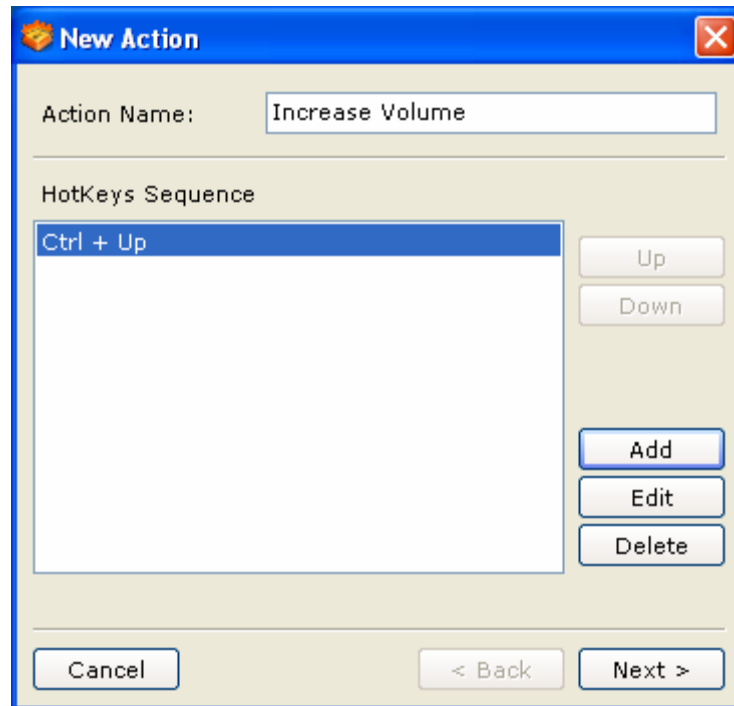 New Action
Action Name: Increase Volume
HotKeys Sequence
Ctrl + Up
Up
Down
Add
Edit
Delete
Cancel < Back Next >